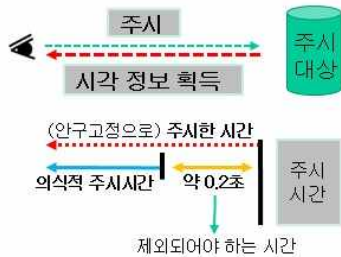 주시
시각 정보 획득
주시
대상
(안구고정으로) 주시한 시간
의식적 주시시간
약 0.2초
주시
시간
제외되어야 하는 시간